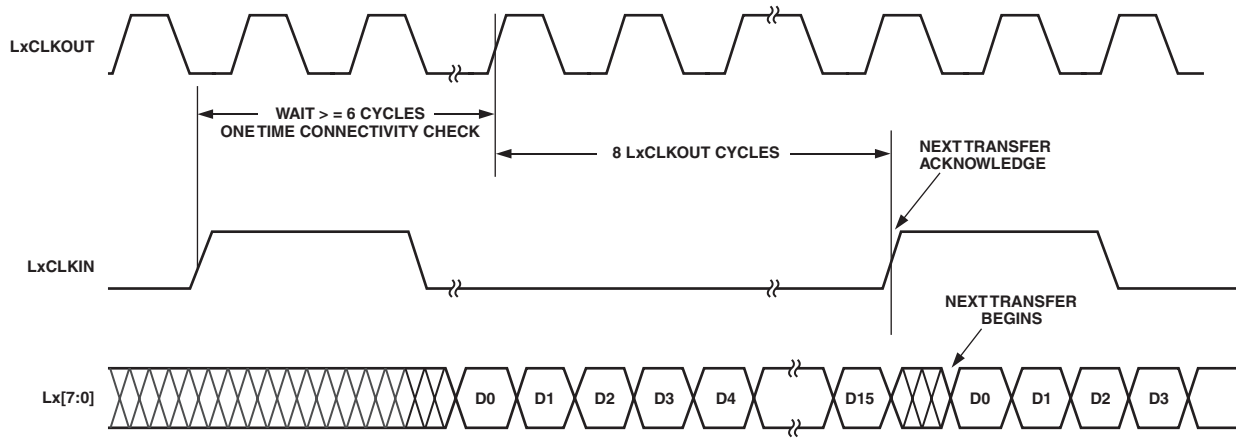 LxCLKOUT
WAIT > = 6 CYCLES
ONE TIME CONNECTIVITY CHECK
8 LxCLKOUT CYCLES
NEXT TRANSFER
ACKNOWLEDGE
LxCLKIN
NEXT TRANSFER
BEGINS
Lx[7:0]
D0 D1 D2 D3 D4 D15 D0 D1 D2 D3